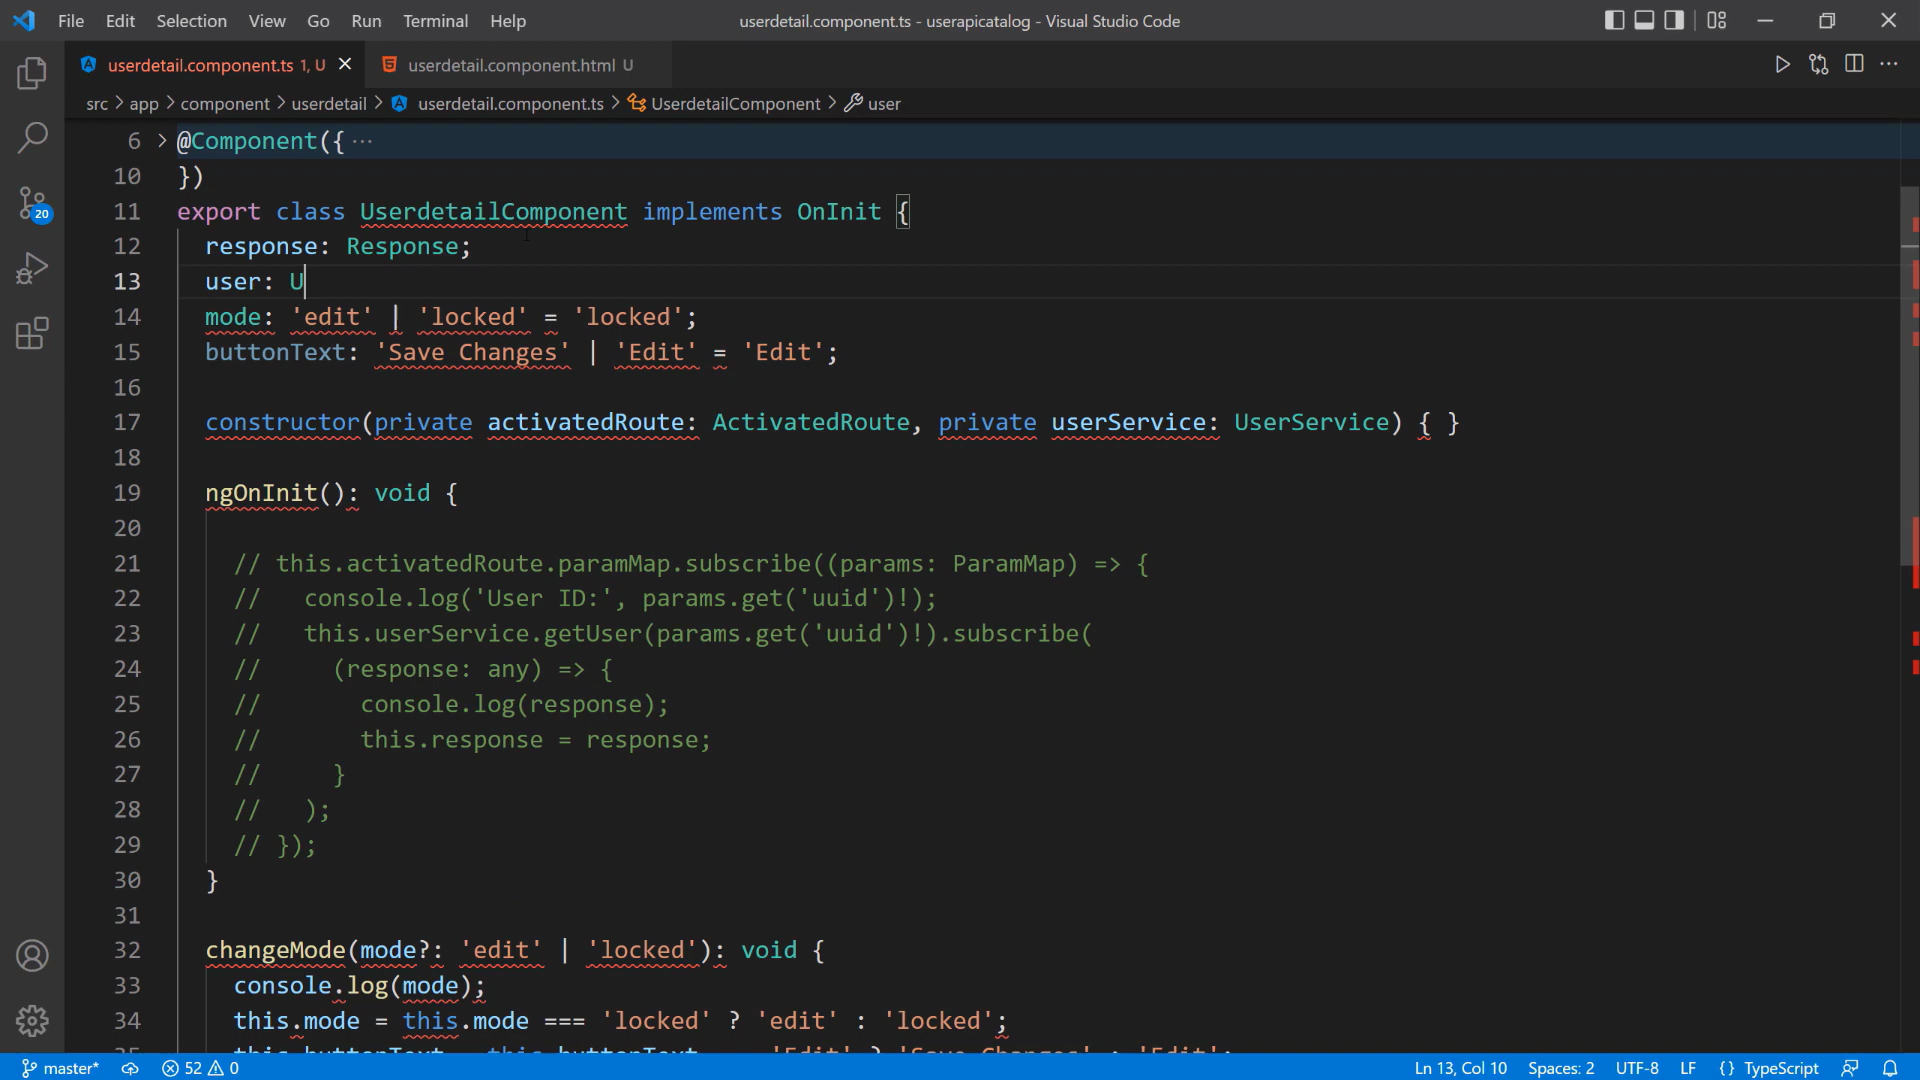 File Edit Selection View Go Run Terminal Help userdetail.component.ts - userapicatalog - Visual Studio Code
userdetail.component.ts 1, U userdetail.component.html U
src > app > component > userdetail > userdetail.component.ts > UserdetailComponent > user
6 @Component({ ···
10 })
11 export class UserdetailComponent implements OnInit {
12 response: Response;
13 user: U
14 mode: 'edit' | 'locked' = 'locked';
15 buttonText: 'Save Changes' | 'Edit' = 'Edit';
16
17 constructor(private activatedRoute: ActivatedRoute, private userService: UserService) { }
18
19 ngOnInit(): void {
20
21 // this.activatedRoute.paramMap.subscribe((params: ParamMap) => {
22 // console.log('User ID:', params.get('uuid')!);
23 // this.userService.getUser(params.get('uuid')!).subscribe(
24 // (response: any) => {
25 // console.log(response);
26 // this.response = response;
27 // }
28 // );
29 // });
30 }
31
32 changeMode(mode?: 'edit' | 'locked'): void {
33 console.log(mode);
34 this.mode = this.mode === 'locked' ? 'edit' : 'locked';
20
master* 52 0 Ln 13, Col 10 Spaces: 2 UTF-8 LF {} TypeScript